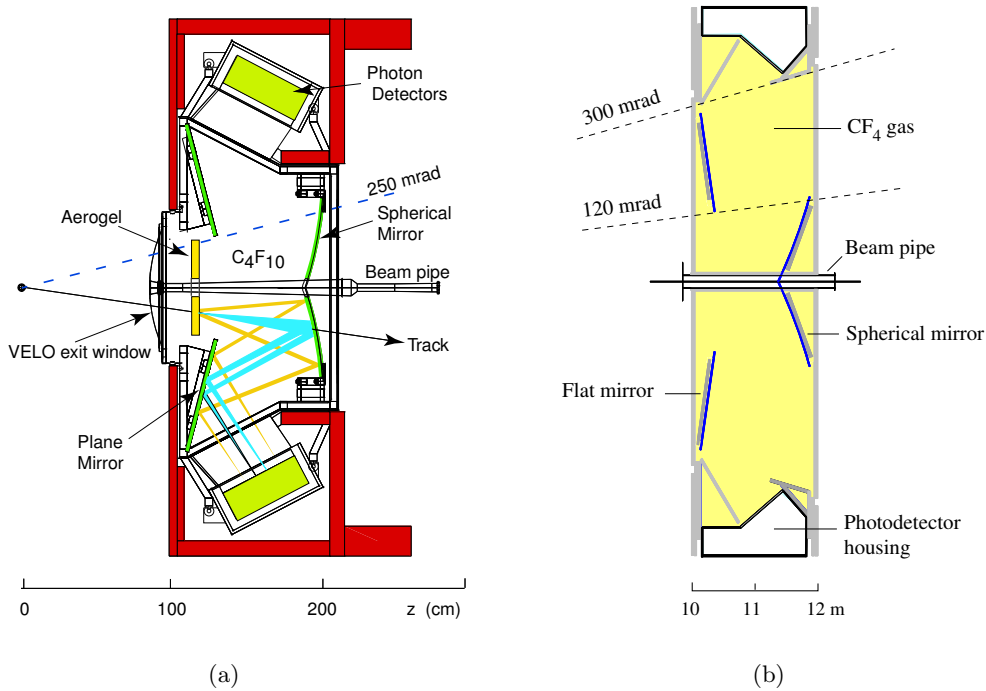 Photon
Detectors
250 mrad
Aerogel
Spherical
Mirror
C4F10
Beam pipe
VELO exit window
Track
Plane
Mirror
0
100
200
z (cm)
(a)
300 mrad
CF4 gas
120 mrad
Beam pipe
Spherical mirror
Flat mirror
Photodetector
housing
10
11
12 m
(b)